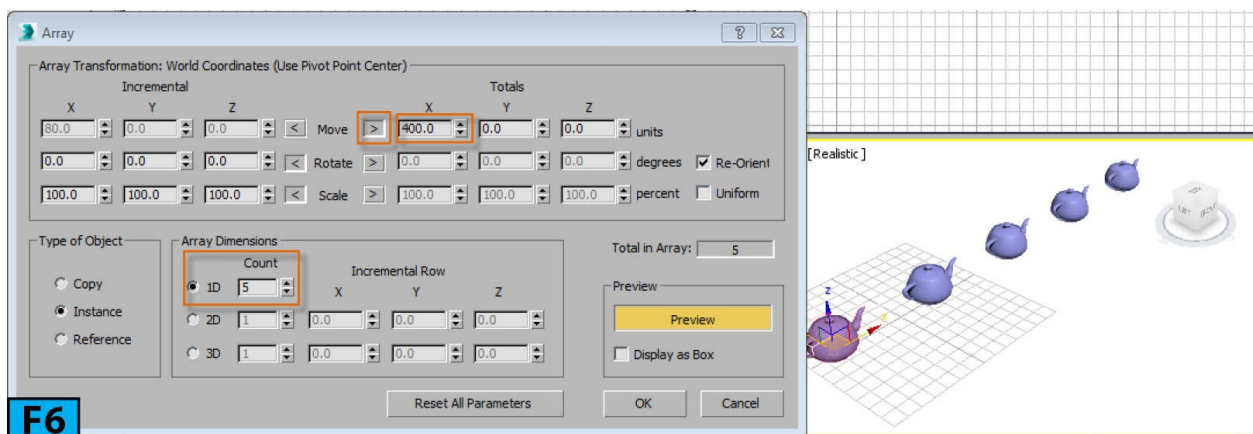 Array
Array Transformation: World Coordinates (Use Pivot Point Center)
Incremental Totals
X Y Z X Y Z
80.0 0.0 0.0 < Move > 400.0 0.0 0.0 units
0.0 0.0 0.0 < Rotate > 0.0 0.0 0.0 degrees Re-Orient
100.0 100.0 100.0 < Scale > 100.0 100.0 100.0 percent Uniform
Type of Object
Copy
Instance
Reference
Array Dimensions
Count
Incremental Row
1D 5 X Y Z
2D 1 0.0 0.0 0.0
3D 1 0.0 0.0 0.0
Total in Array: 5
Preview
Preview
Display as Box
Reset All Parameters OK Cancel
F6
[Realistic ]
z
x